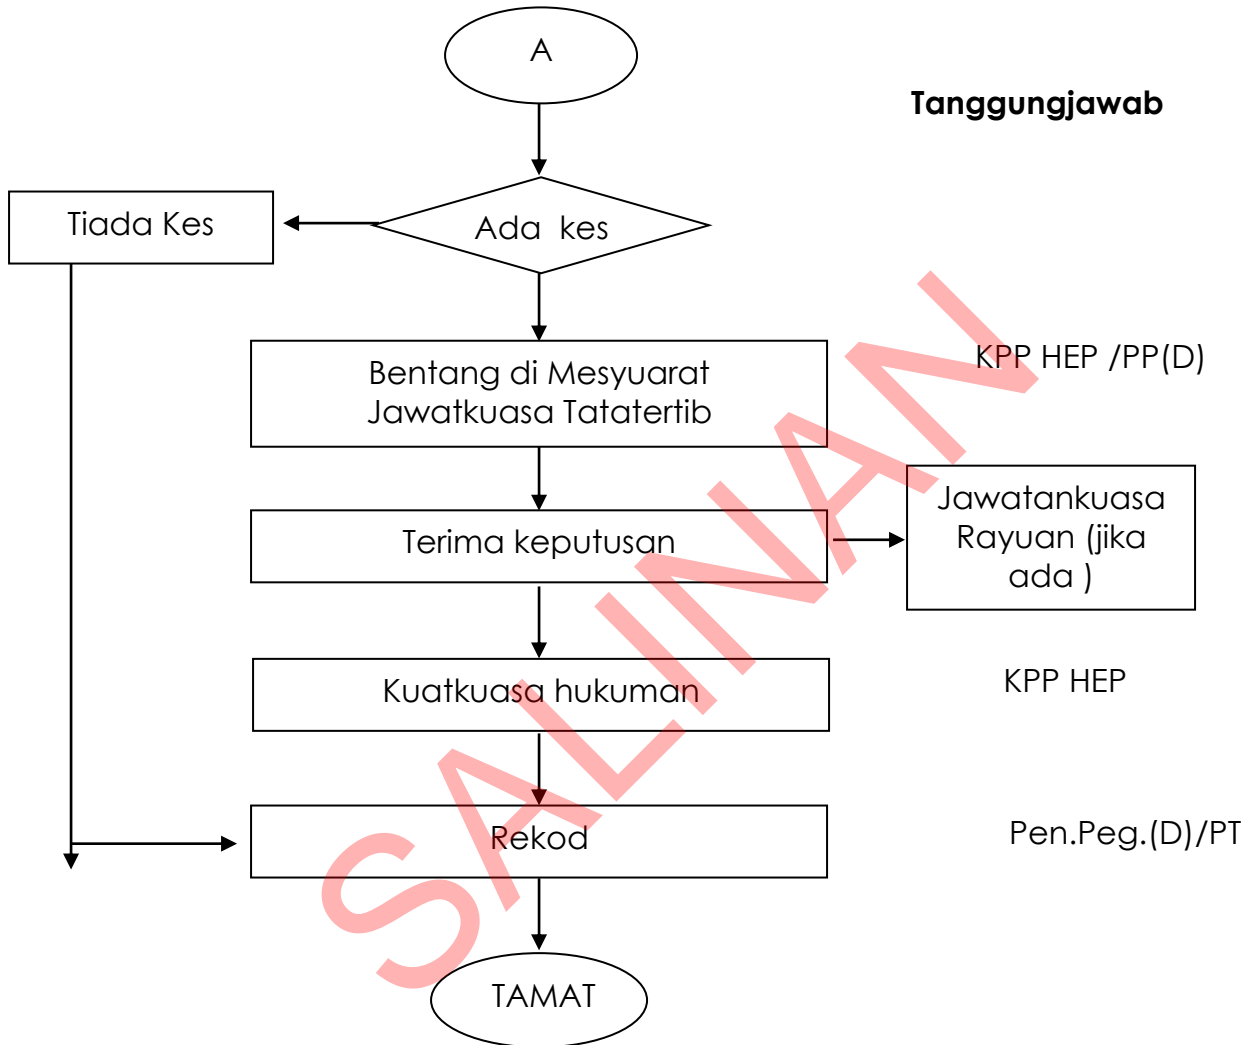 A
Tanggungjawab
Tiada Kes
Ada kes
KPP HEP /PP(D)
Bentang di Mesyuarat
Jawatkuasa Tatatertib
Jawatankuasa
Rayuan (jika
ada )
Terima keputusan
Kuatkuasa hukuman
KPP HEP
Rekod
Pen.Peg.(D)/PT
TAMAT
SALINAN